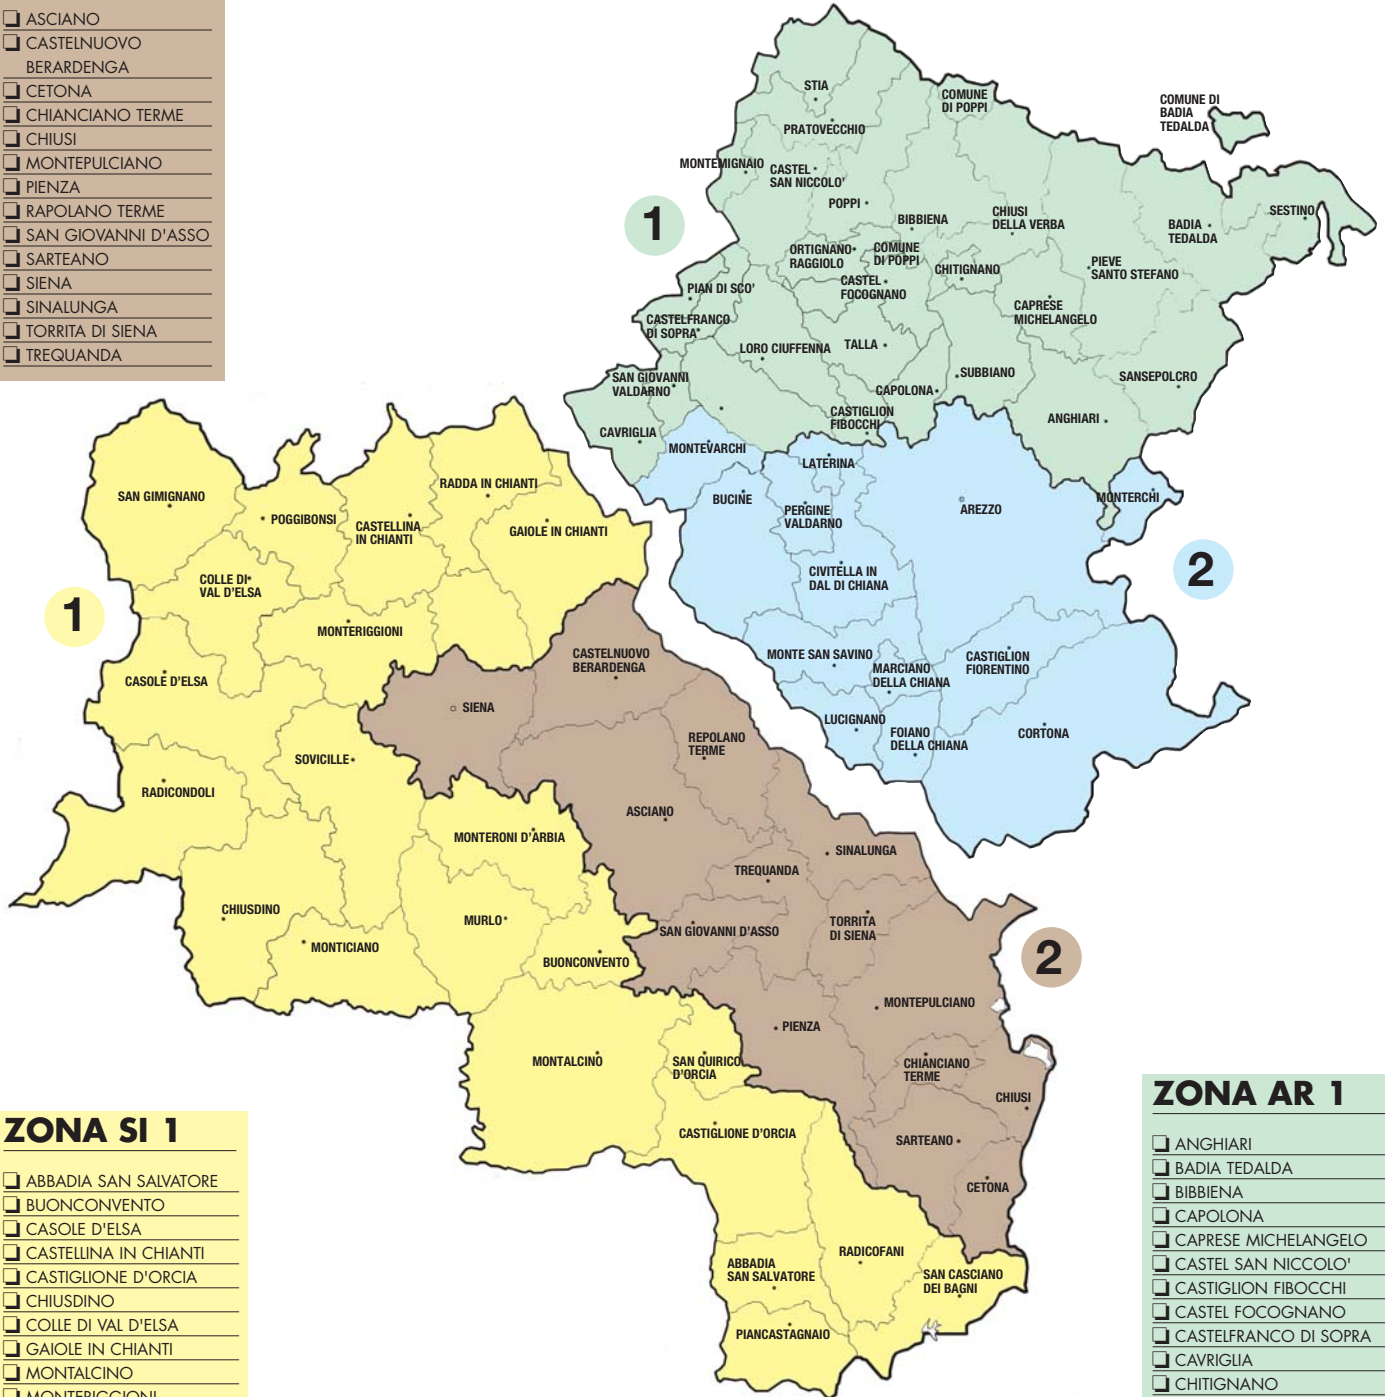 ASCIANO
CASTELNUOVO
BERARDENGA
CETONA
CHIANCIANO TERME
CHIUSI
MONTEPULCIANO
PIENZA
RAPOLANO TERME
SAN GIOVANNI D'ASSO
SARTEANO
SIENA
SINALUNGA
TORRITA DI SIENA
TREQUANDA
STIA
COMUNE
DI POPPI
COMUNE DI
BADIA
TEDALDA
PRATOVECCHIO
MONTEMIGNAIO
CASTEL
SAN NICCOLO'
POPPI
1
BIBBIENA
CHIUSI
DELLA VERBA
BADIA
TEDALDA
SESTINO
ORTIGNANO
RAGGIOLO
COMUNE
DI POPPI
CHITIGNANO
PIEVE
SANTO STEFANO
CASTEL
FOCOGNANO
PIAN DI SCO'
CAPRESE
MICHELANGELO
CASTELFRANCO
DI SOPRA
LORO CIUFFENNA
TALLA
SAN GIOVANNI
VALDARNO
CAPOLONA
SUBBIANO
SANSEPOLCRO
CASTIGLION
FIBOCCHI
ANGHIARI
CAVRIGLIA
MONTEVARCHI
LATERINA
BUCINE
PERGINE
VALDARNO
AREZZO
MONTERCHI
2
CIVITELLA IN
DAL DI CHIANA
MONTE SAN SAVINO
MARCIANO
DELLA CHIANA
CASTIGLION
FIORENTINO
LUCIGNANO
FOIANO
DELLA CHIANA
CORTONA
SAN GIMIGNANO
POGGIBONSI
CASTELLINA
IN CHIANTI
RADDA IN CHIANTI
GAIOLE IN CHIANTI
COLLE DI
VAL D'ELSA
1
MONTERIGGIONI
CASOLE D'ELSA
CASTELNUOVO
BERARDENGA
SIENA
SOVICILLE
REPOLANO
TERME
RADICONDOLI
ASCIANO
MONTERONI D'ARBIA
SINALUNGA
TREQUANDA
CHIUSDINO
MURLO
MONTICIANO
SAN GIOVANNI D'ASSO
TORRITA
DI SIENA
BUONCONVENTO
2
MONTEPULCIANO
PIENZA
MONTALCINO
SAN QUIRICO
D'ORCIA
CHIANCIANO
TERME
CHIUSI
CASTIGLIONE D'ORCIA
SARTEANO
CETONA
RADICOFANI
ABBADIA
SAN SALVATORE
SAN CASCIANO
DEI BAGNI
PIANCASTAGNAIO
ZONA SI 1
ABBADIA SAN SALVATORE
BUONCONVENTO
CASOLE D'ELSA
CASTELLINA IN CHIANTI
CASTIGLIONE D'ORCIA
CHIUSDINO
COLLE DI VAL D'ELSA
GAIOLE IN CHIANTI
MONTALCINO
MONTERIGGIONI
ZONA AR 1
ANGHIARI
BADIA TEDALDA
BIBBIENA
CAPOLONA
CAPRESE MICHELANGELO
CASTEL SAN NICCOLO'
CASTIGLION FIBOCCHI
CASTEL FOCOGNANO
CASTELFRANCO DI SOPRA
CAVRIGLIA
CHITIGNANO